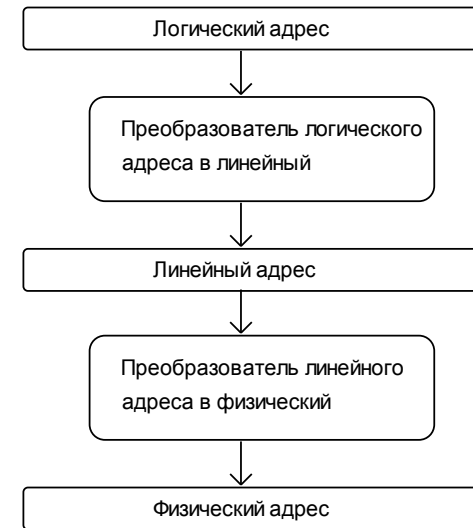 Логический адрес
Преобразователь логического
адреса в линейный
Линейный адрес
Преобразователь линейного
адреса в физический
Физический адрес